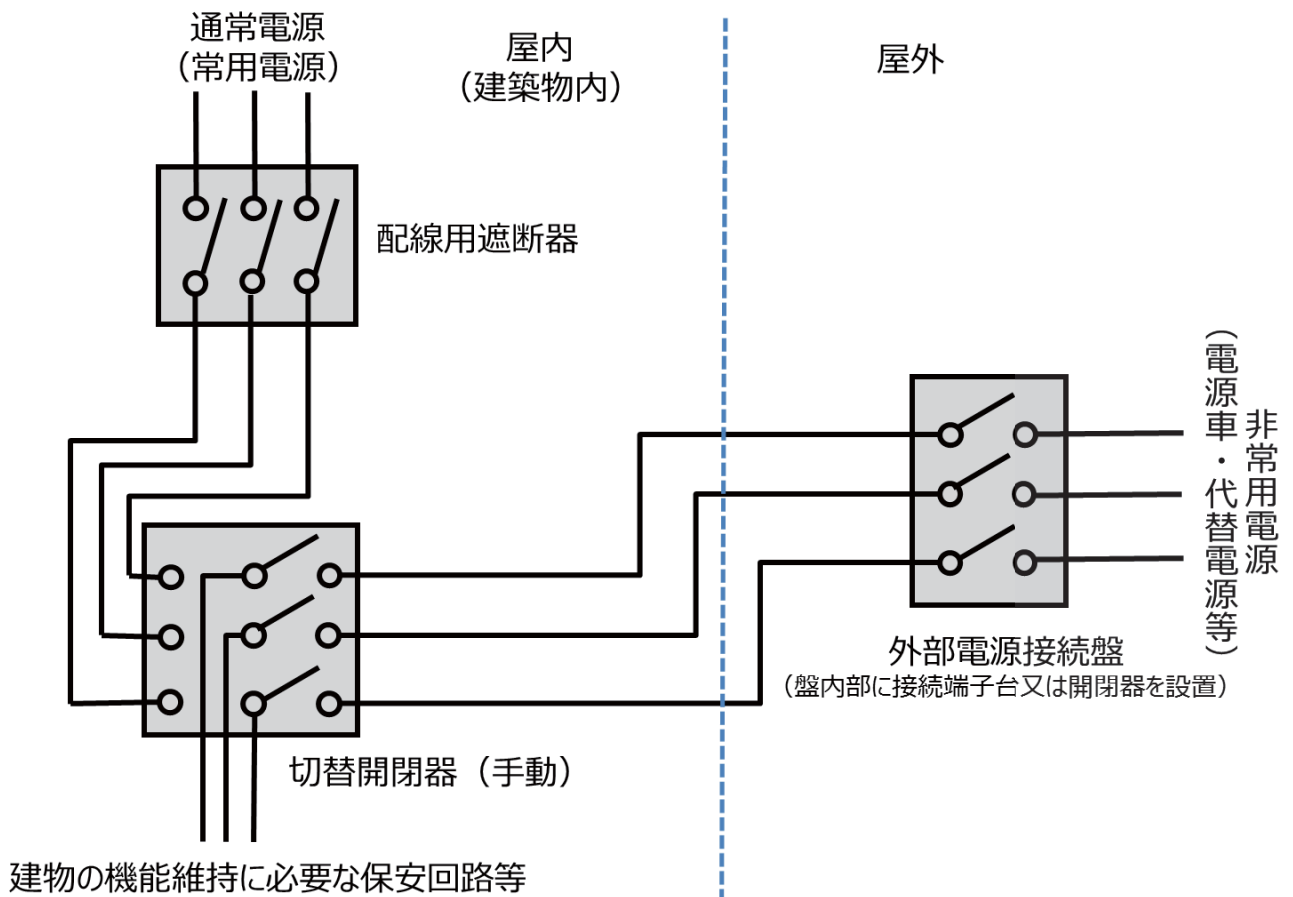 通常電源
（常用電源）
屋内
（建築物内）
屋外
配線用遮断器
非常用電源
（電源車・代替電源等）
外部電源接続盤
（盤内部に接続端子台又は開閉器を設置）
切替開閉器（手動）
建物の機能維持に必要な保安回路等